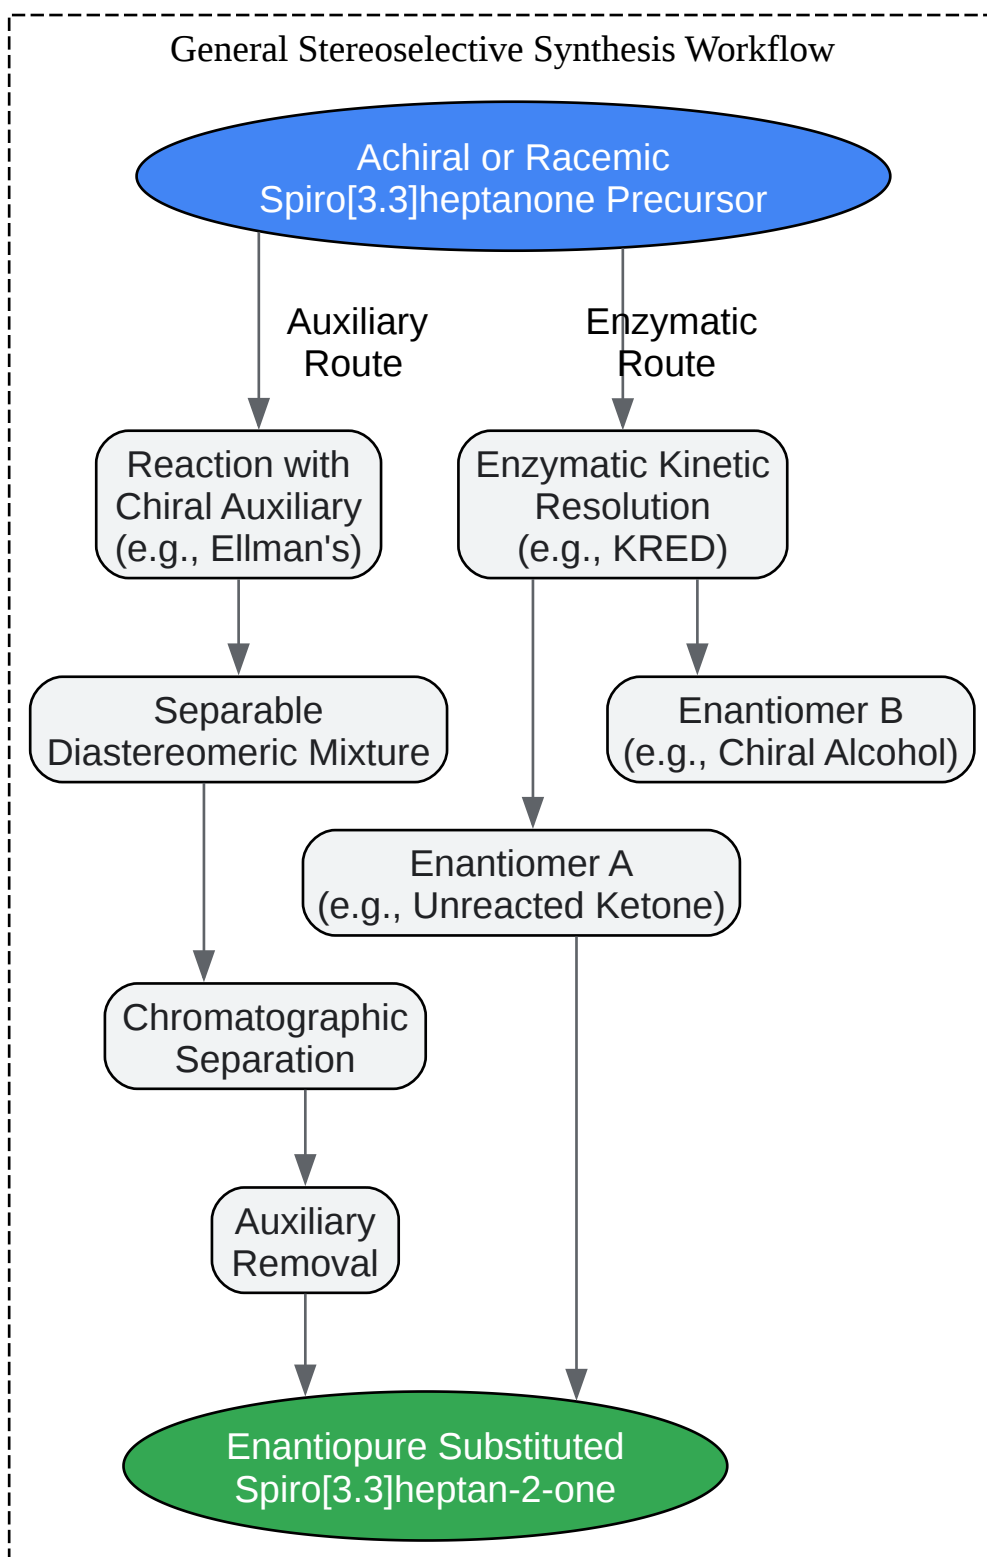 General Stereoselective Synthesis Workflow
Achiral or Racemic
Spiro[3.3]heptanone Precursor
Auxiliary
Route
Enzymatic
Route
Reaction with
Chiral Auxiliary
(e.g., Ellman's)
Enzymatic Kinetic
Resolution
(e.g., KRED)
Separable
Diastereomeric Mixture
Enantiomer B
(e.g., Chiral Alcohol)
Enantiomer A
(e.g., Unreacted Ketone)
Chromatographic
Separation
Auxiliary
Removal
Enantiopure Substituted
Spiro[3.3]heptan-2-one